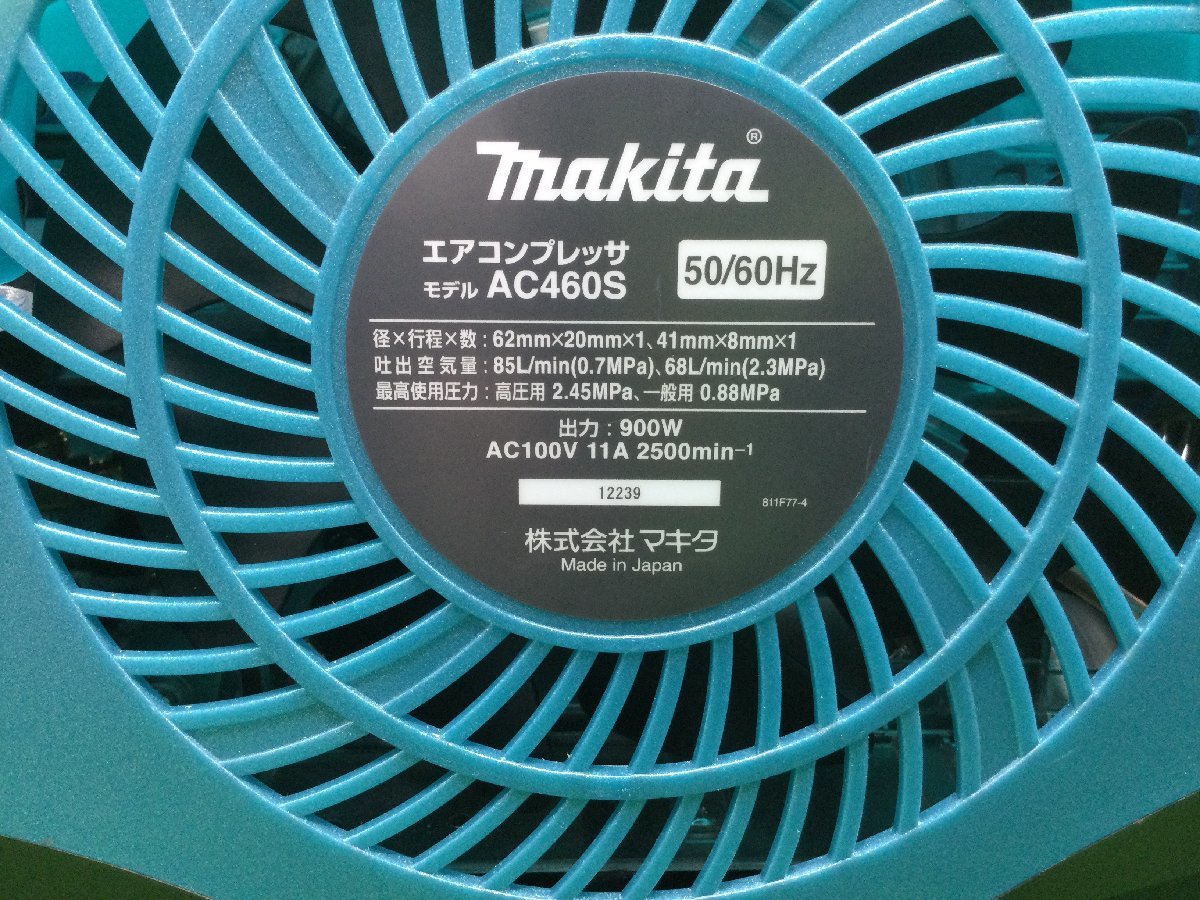 makita®
エアコンプレッサ
モデル AC460S
50/60Hz
径×行程×数：62mm×20mm×1、41mm×8mm×1
吐出空気量：85L/min(0.7MPa)、68L/min(2.3MPa)
最高使用圧力：高圧用 2.45MPa、一般用 0.88MPa
出力：900W
AC100V 11A 2500min⁻¹
12239
811F77-4
株式会社 マキタ
Made in Japan